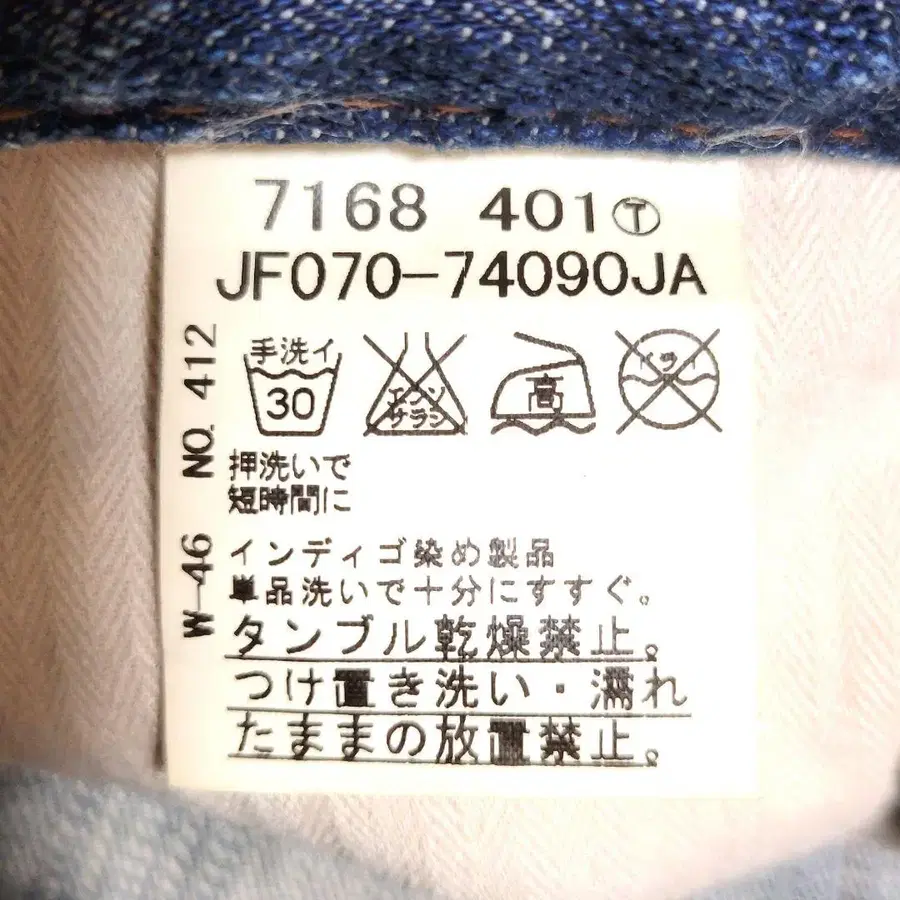 7168 401 Ⓣ
JF070-74090JA
手洗イ
30
エンソ
サラシ
高
ドライ
押洗いで
短時間に
インディゴ染め製品
単品洗いで十分にすすぐ。
タンブル乾燥禁止。
つけ置き洗い・濡れ
たままの放置禁止。
W-46 NO. 412